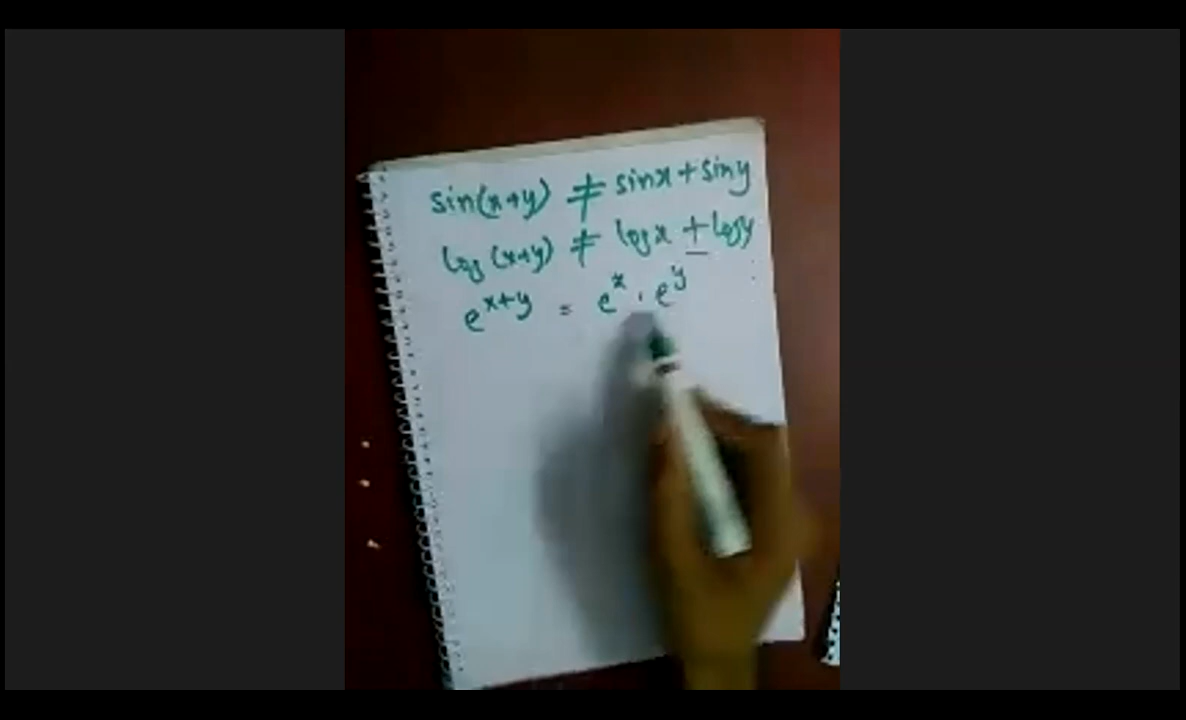 sin(x+y) ≠ sinx + siny
log(x+y) ≠ logx + logy
e^{x+y} = e^x · e^y